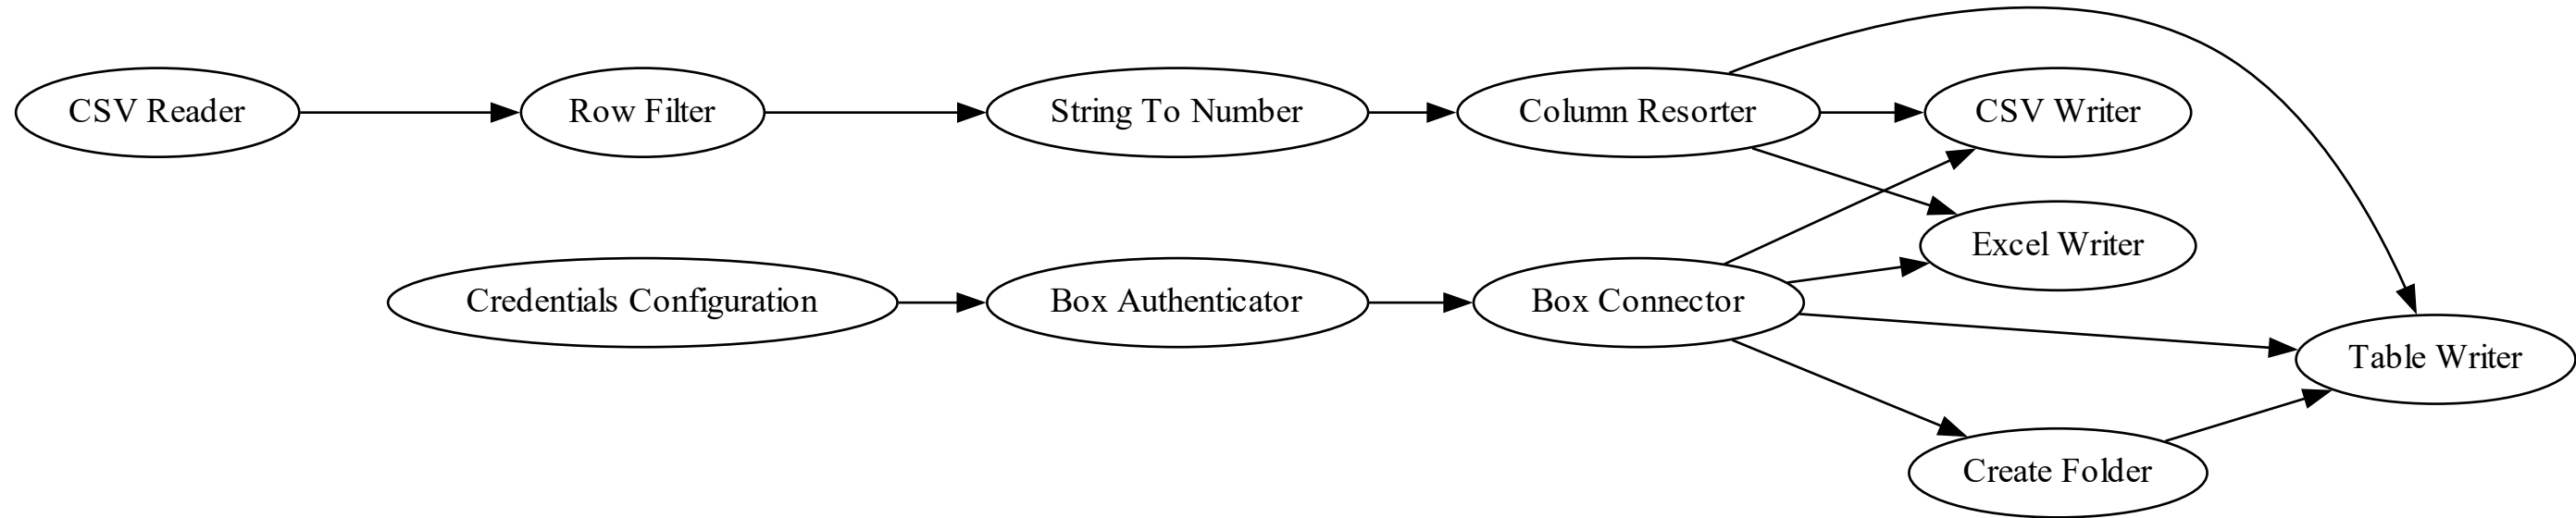 CSV Reader
Row Filter
String To Number
Column Resorter
CSV Writer
Excel Writer
Credentials Configuration
Box Authenticator
Box Connector
Table Writer
Create Folder